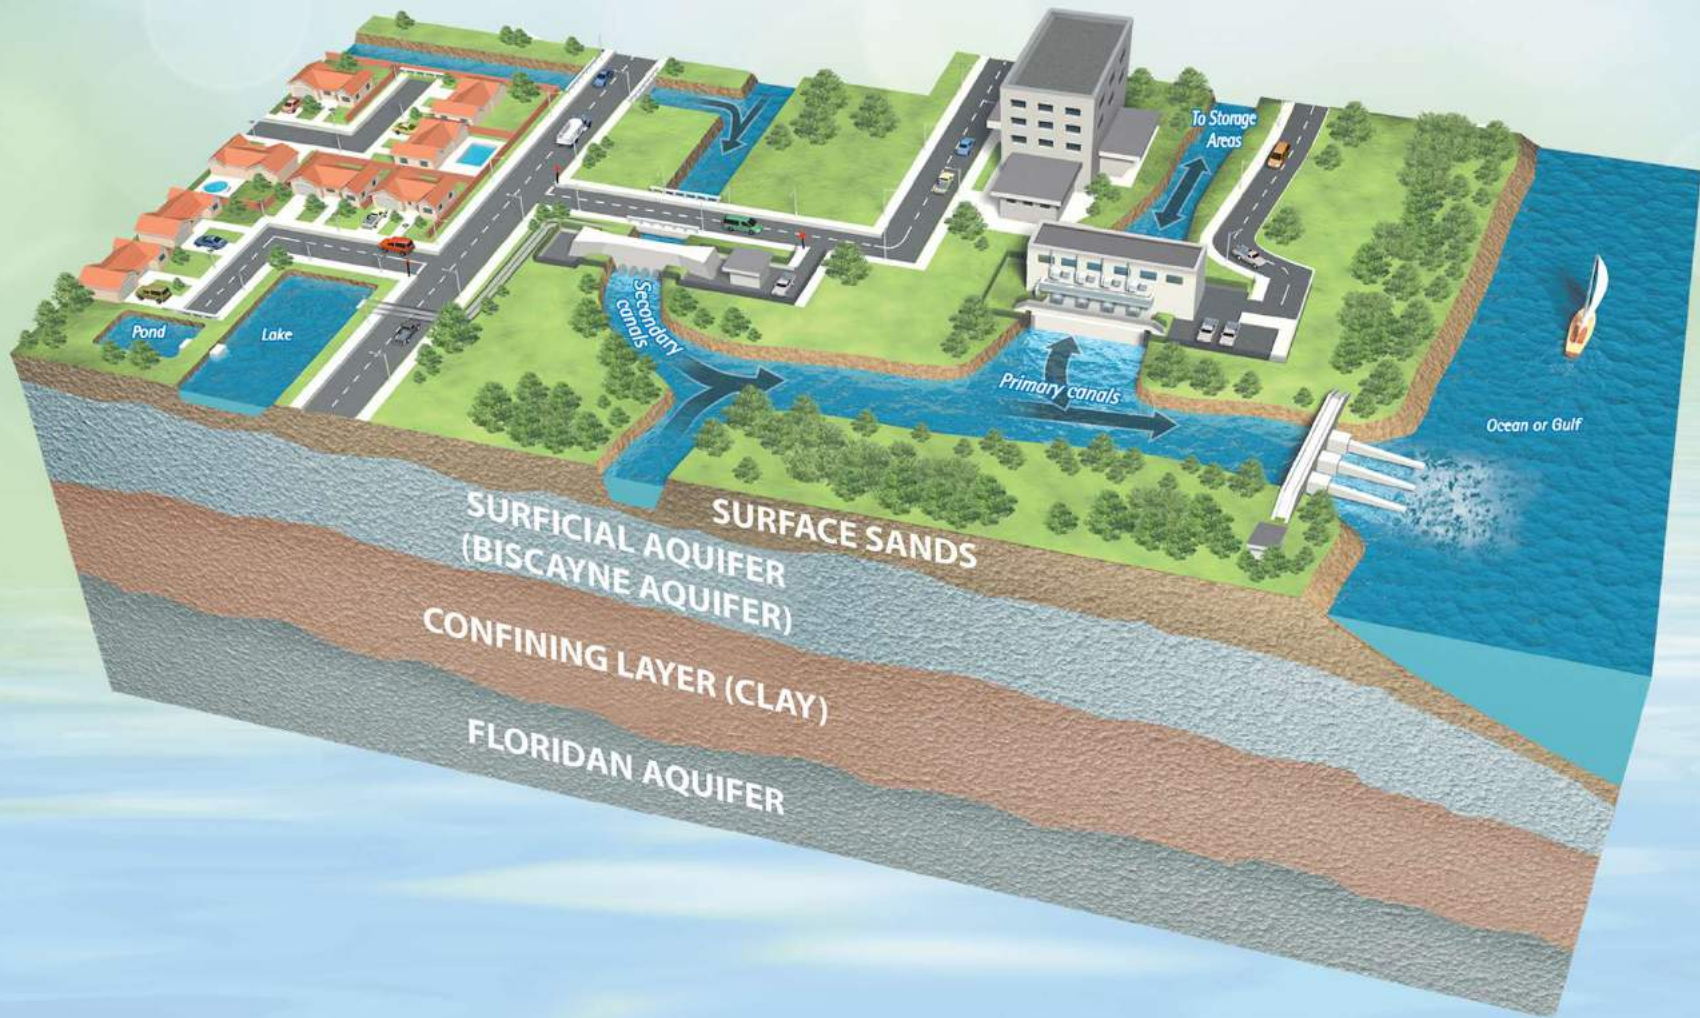 To Storage
Areas
Pond
Lake
Secondary
canals
Primary canals
Ocean or Gulf
SURFACE SANDS
SURFICIAL AQUIFER
(BISCAYNE AQUIFER)
CONFINING LAYER (CLAY)
FLORIDAN AQUIFER